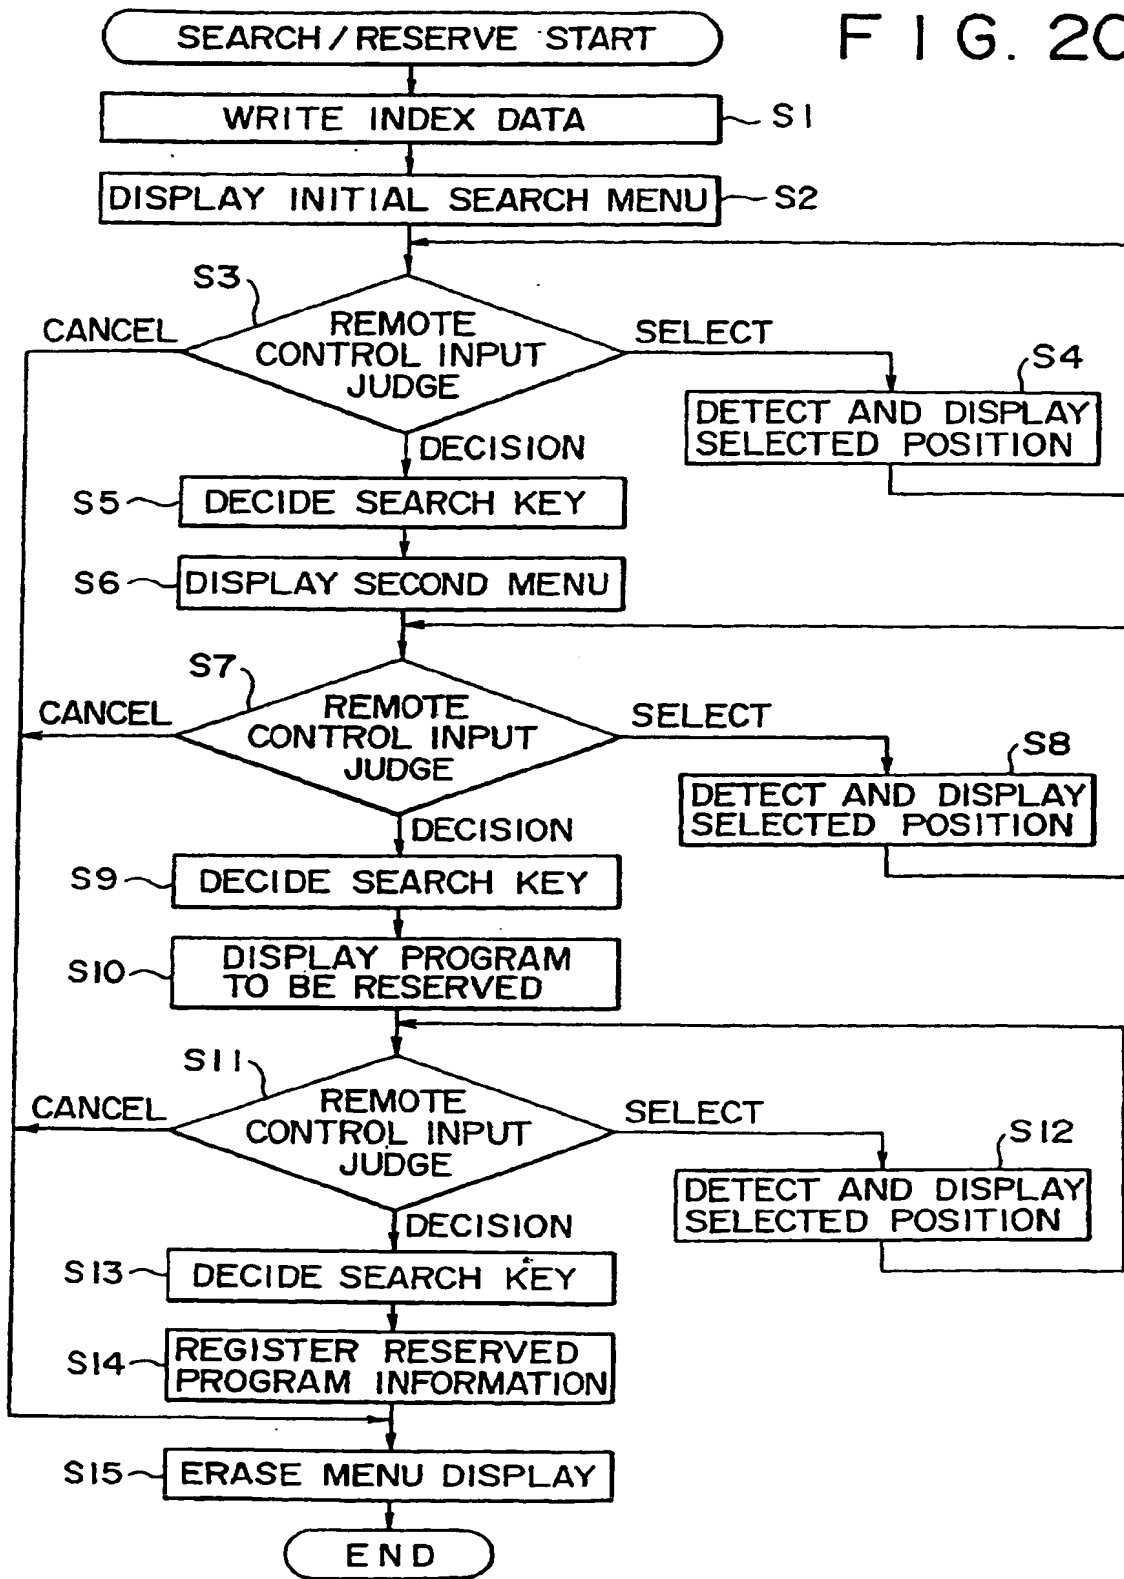 SEARCH/RESERVE START
FIG. 20
WRITE INDEX DATA
S1
DISPLAY INITIAL SEARCH MENU
S2
S3
CANCEL
REMOTE
CONTROL INPUT
JUDGE
SELECT
S4
DETECT AND DISPLAY
SELECTED POSITION
DECISION
S5
DECIDE SEARCH KEY
S6
DISPLAY SECOND MENU
S7
CANCEL
REMOTE
CONTROL INPUT
JUDGE
SELECT
S8
DETECT AND DISPLAY
SELECTED POSITION
DECISION
S9
DECIDE SEARCH KEY
S10
DISPLAY PROGRAM
TO BE RESERVED
S11
CANCEL
REMOTE
CONTROL INPUT
JUDGE
SELECT
S12
DETECT AND DISPLAY
SELECTED POSITION
DECISION
S13
DECIDE SEARCH KEY
S14
REGISTER RESERVED
PROGRAM INFORMATION
S15
ERASE MENU DISPLAY
END